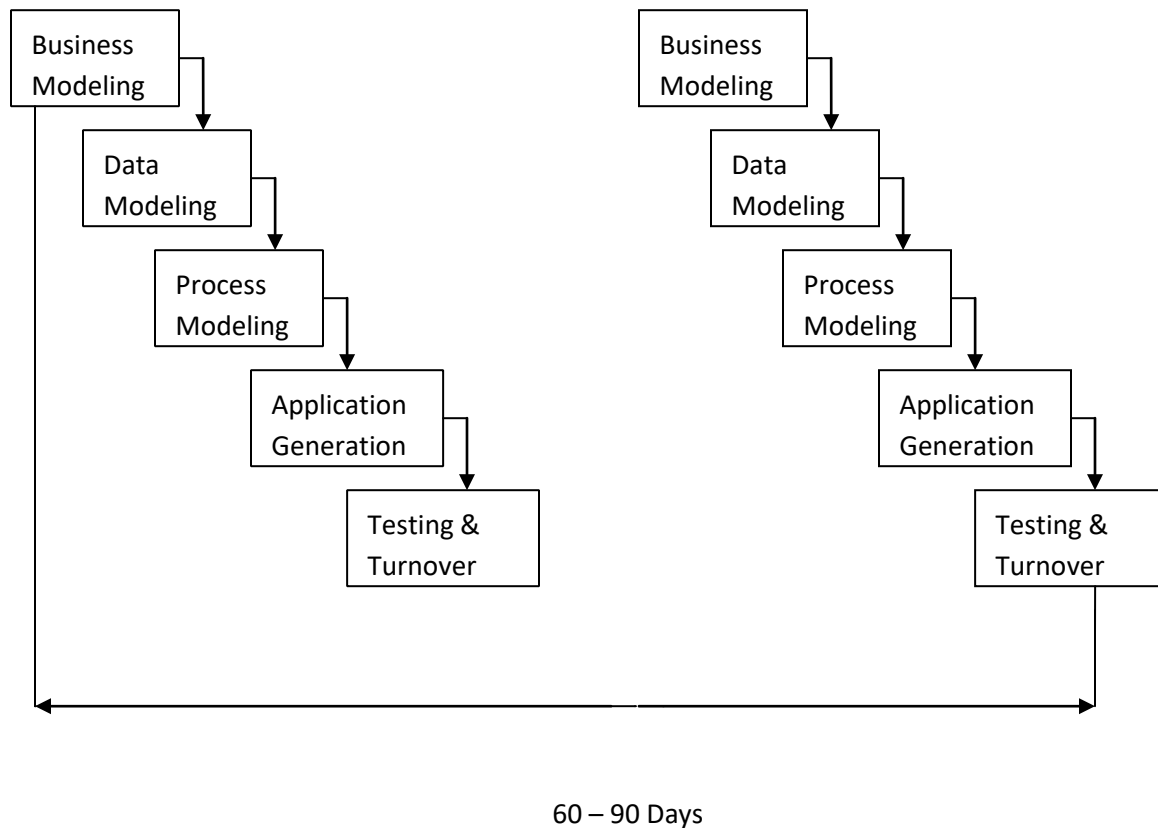 Business
Modeling
Data
Modeling
Process
Modeling
Application
Generation
Testing &
Turnover
Business
Modeling
Data
Modeling
Process
Modeling
Application
Generation
Testing &
Turnover
60 – 90 Days